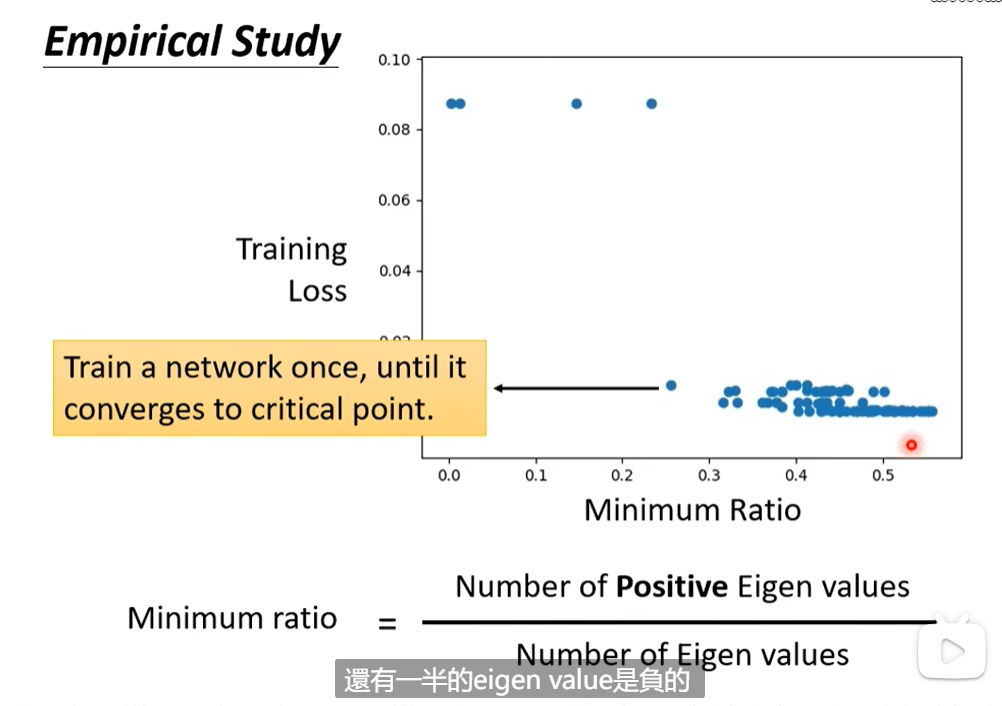 Empirical Study
0.10
0.08
0.06
0.04
Training
Loss
Train a network once, until it
converges to critical point.
0.0 0.1 0.2 0.3 0.4 0.5
Minimum Ratio
Number of Positive Eigen values
Minimum ratio =
Number of Eigen values
還有一半的eigen value是負的